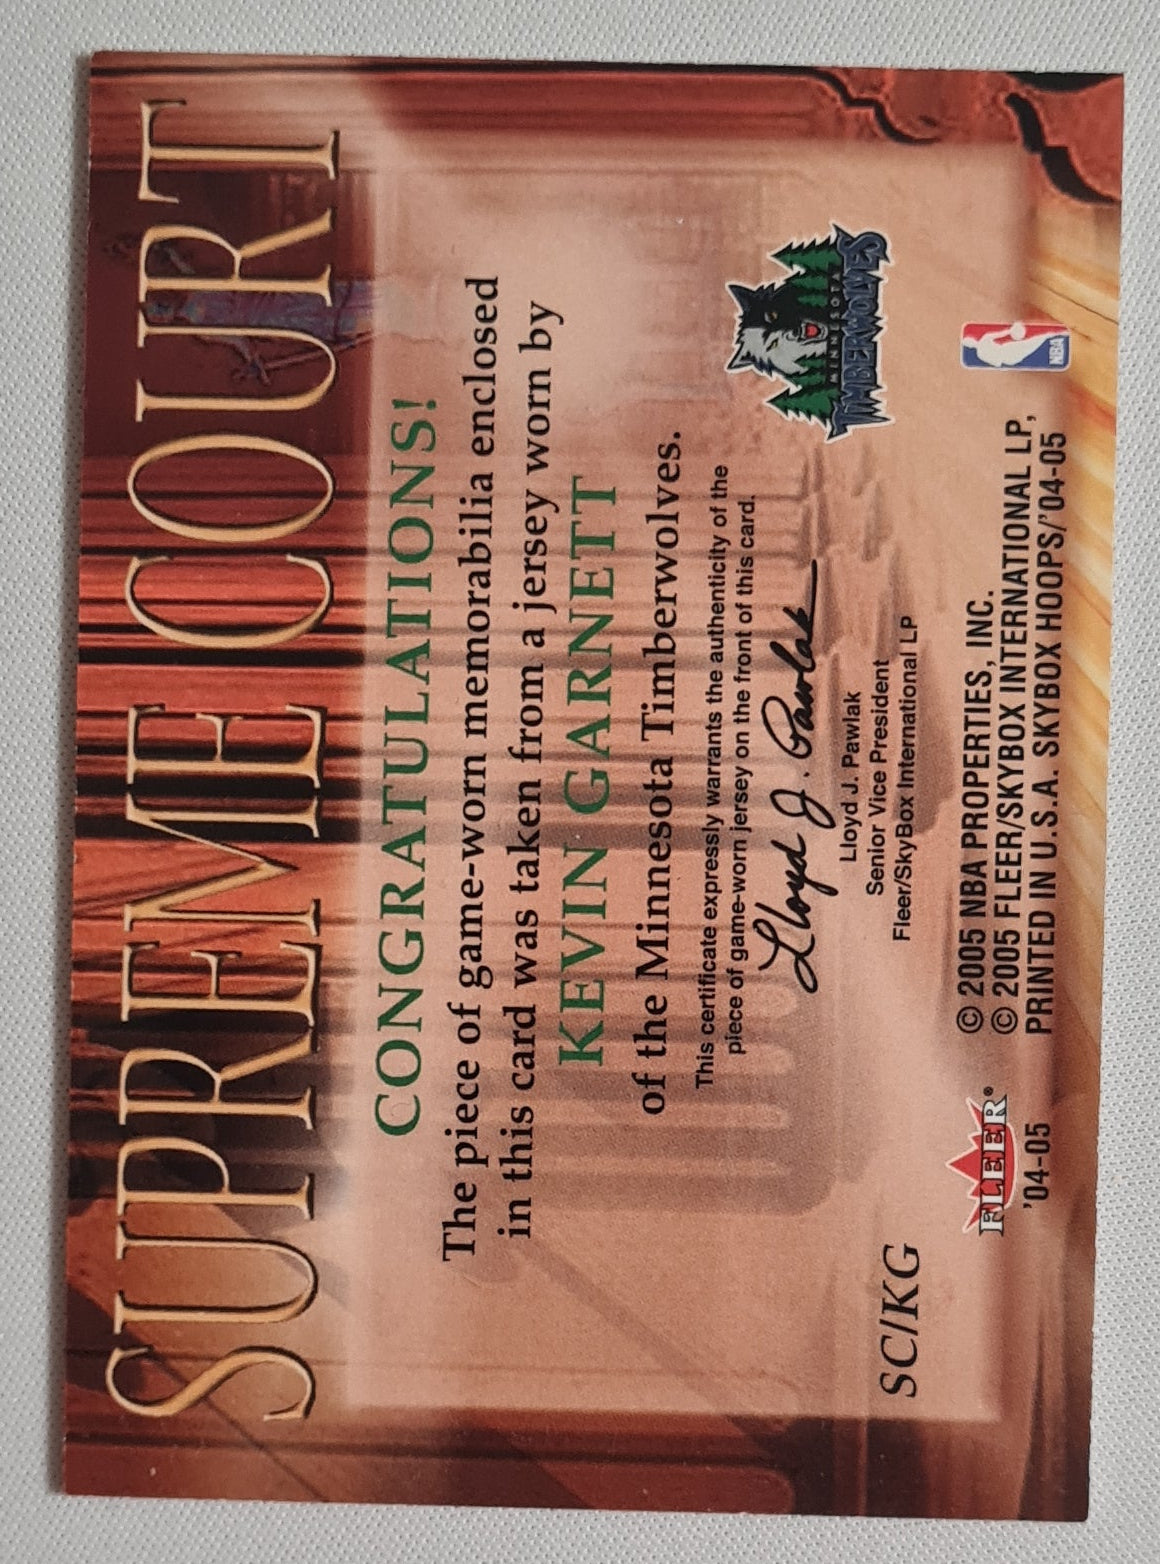 SUPREME COURT
CONGRATULATIONS!
The piece of game-worn memorabilia enclosed
in this card was taken from a jersey worn by
KEVIN GARNETT
of the Minnesota Timberwolves.
This certificate expressly warrants the authenticity of the
piece of game-worn jersey on the front of this card.
Lloyd J. Pawlak
Lloyd J. Pawlak
Senior Vice President
Fleer/SkyBox International LP
MINNESOTA
TIMBERWOLVES
SC/KG
FLEER®
'04-05
© 2005 NBA PROPERTIES, INC.
© 2005 FLEER/SKYBOX INTERNATIONAL LP,
PRINTED IN U.S.A. SKYBOX HOOPS/'04-05
NBA